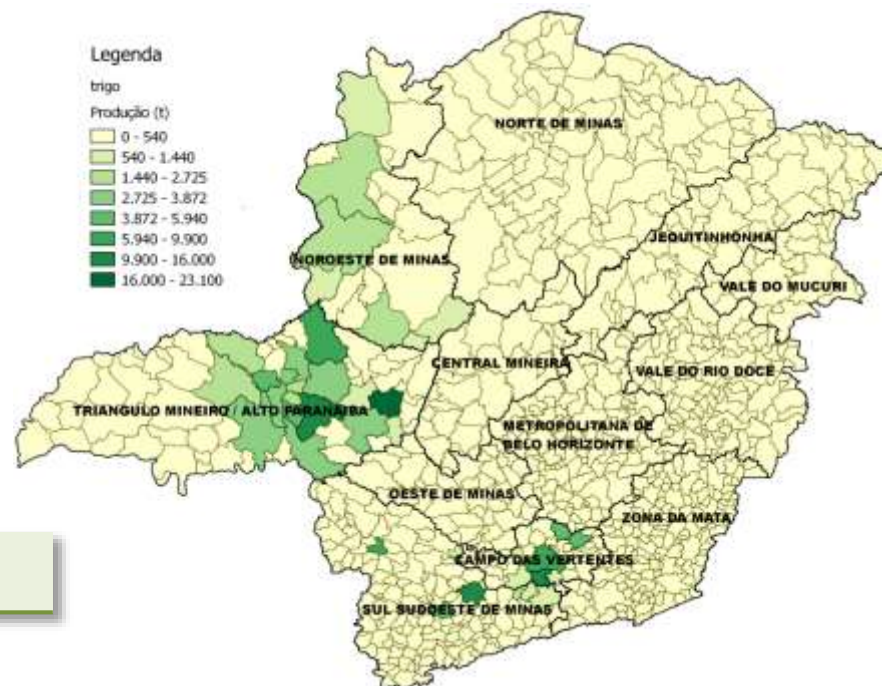 Legenda
trigo
Produção (t)
0 - 540
540 - 1.440
1.440 - 2.725
2.725 - 3.872
3.872 - 5.940
5.940 - 9.900
9.900 - 16.000
16.000 - 23.100
NORTE DE MINAS
JEQUITINHONHA
NOROESTE DE MINAS
VALE DO MUCURI
CENTRAL MINEIRA
VALE DO RIO DOCE
TRIANGULO MINEIRO / ALTO PARANAIBA
METROPOLITANA DE
BELO HORIZONTE
OESTE DE MINAS
ZONA DA MATA
CAMPO DAS VERTENTES
SUL SUDOESTE DE MINAS